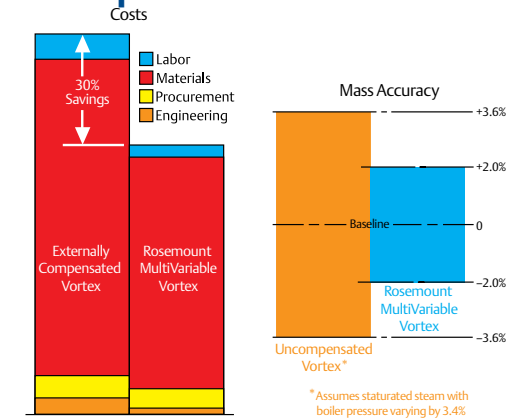 Costs
30%
Savings
Labor
Materials
Procurement
Engineering
Externally
Compensated
Vortex
Rosemount
MultiVariable
Vortex
Mass Accuracy
+3.6%
+2.0%
Baseline
0
–2.0%
–3.6%
Rosemount
MultiVariable
Vortex
Uncompensated
Vortex*
*Assumes staturated steam with
boiler pressure varying by 3.4%